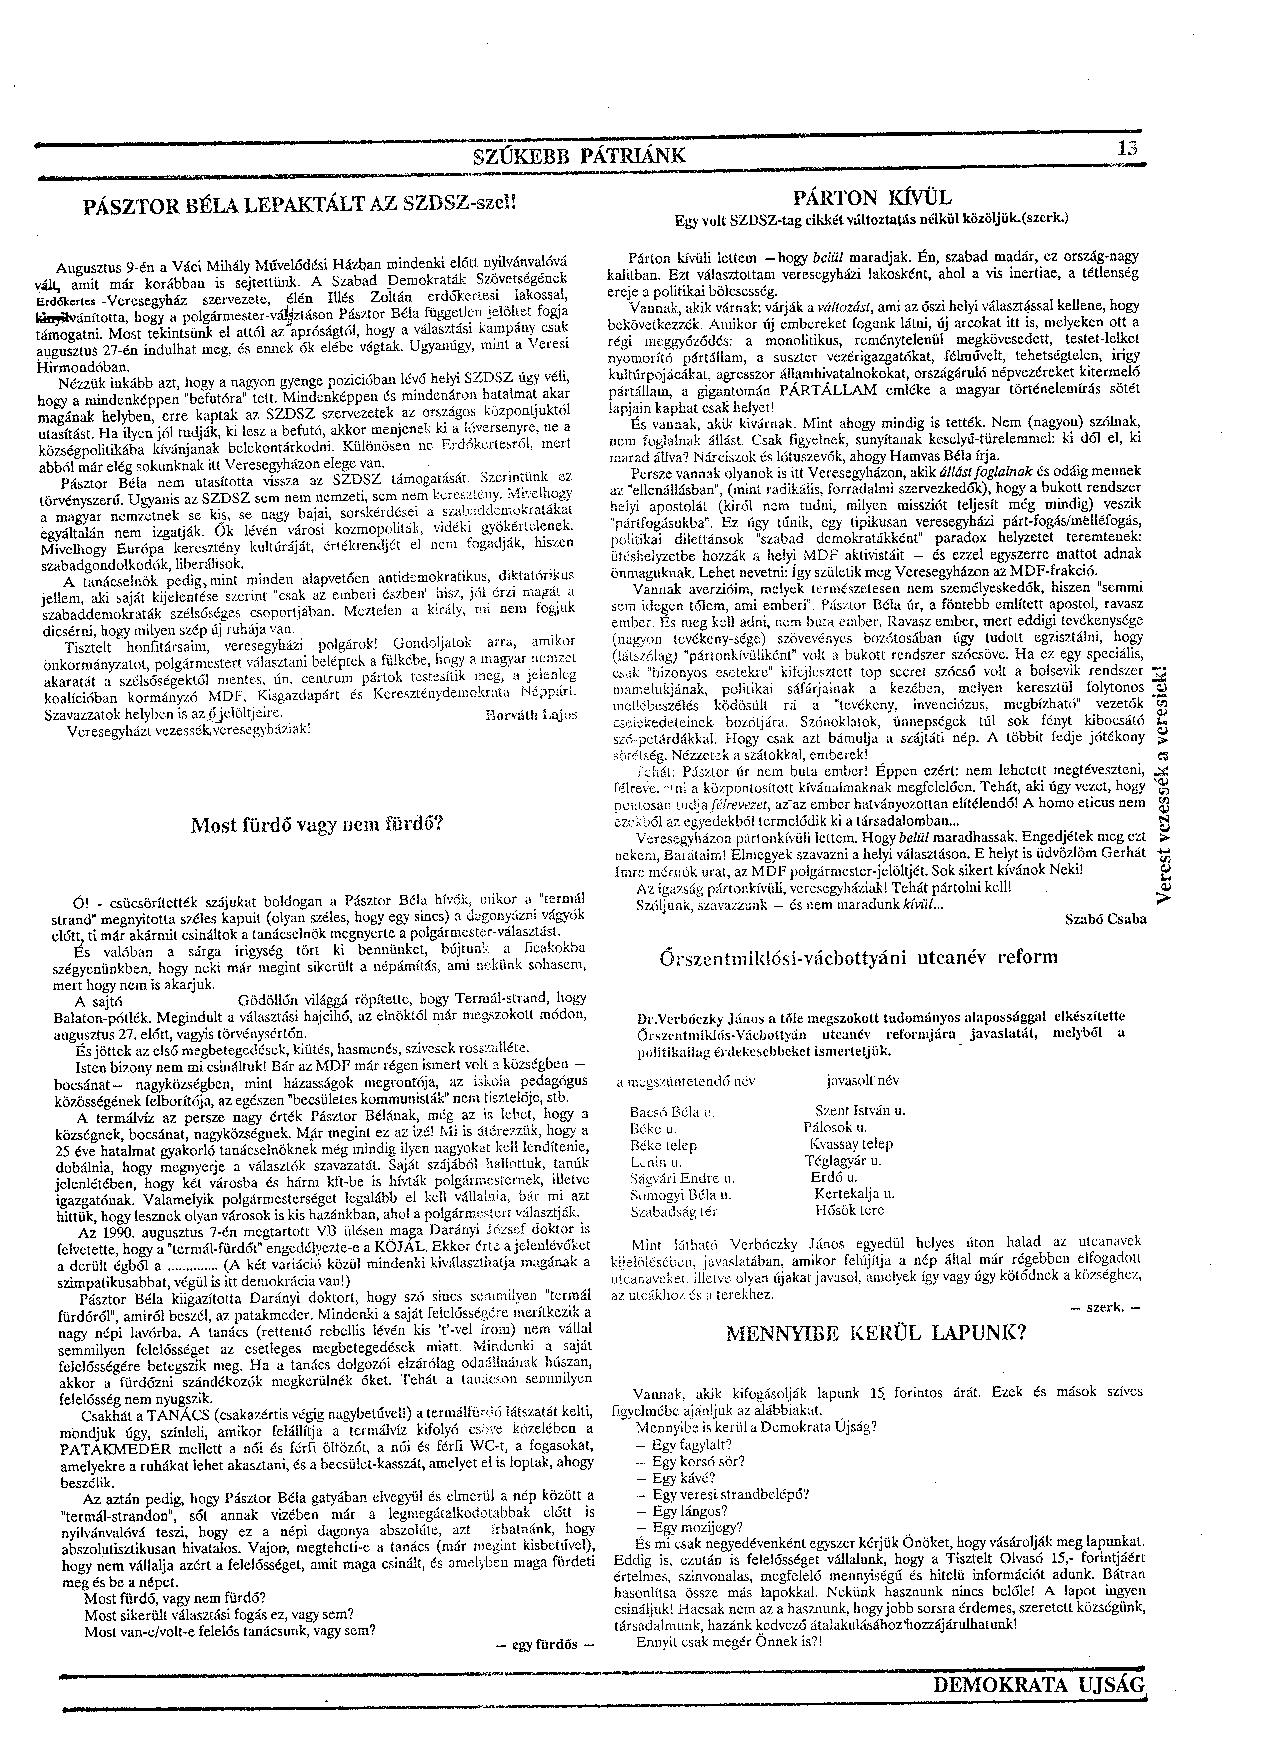 SZŰKEBB PÁTRIÁNK
13
PÁSZTOR BÉLA LEPAKTÁLT AZ SZDSZ-szel!
Augusztus 9-én a Váci Mihály Művelődési Házban mindenki előtt nyilvánvalóvá
vált, amit már korábban is sejtettünk. A Szabad Demokraták Szövetségének
Erdőkertes -Veresegyház szervezete, élén Illés Zoltán erdőkertesi lakossal,
kinyilvánította, hogy a polgármester-választáson Pásztor Béla független jelöltet fogja
támogatni. Most tekintsünk el attól az apróságtól, hogy a választási kampány csak
augusztus 27-én indulhat meg, és ennek ők elébe vágtak. Ugyanúgy, mint a Veresi
Hírmondóban.
Nézzük inkább azt, hogy a nagyon gyenge pozicióban lévő helyi SZDSZ úgy véli,
hogy a mindenképpen "befutóra" tett. Mindenképpen és mindenáron hatalmat akar
magának helyben, erre kaptak az SZDSZ szervezetek az országos központjuktól
utasítást. Ha ilyen jól tudják, ki lesz a befutó, akkor menjenek ki a lóversenyre, ne a
községpolitikába kívánjanak belekontárkodni. Különösen ne Erdőkertesről, mert
abból már elég sokunknak itt Veresegyházon elege van.
Pásztor Béla nem utasította vissza az SZDSZ támogatását. Szerintünk ez
törvényszerű. Ugyanis az SZDSZ sem nem nemzeti, sem nem keresztény. Mivelhogy
a magyar nemzetnek se kis, se nagy bajai, sorskérdései a szabaddemokratákat
egyáltalán nem izgatják. Ők lévén városi kozmopoliták, vidéki gyökértelenek.
Mivelhogy Európa keresztény kultúráját, értékrendjét el nem fogadják, hiszen
szabadgondolkodók, liberálisok.
A tanácselnök pedig, mint minden alapvetően antidemokratikus, diktatórikus
jellem, aki saját kijelentése szerint "csak az emberi észben" hisz, jól érzi magát a
szabaddemokraták szélsőséges csoportjában. Meztelen a király, mi nem fogjuk
dicsérni, hogy milyen szép új ruhája van.
Tisztelt honfitársaim, veresegyházi polgárok! Gondoljatok arra, amikor
önkormányzatot, polgármestert választani beléptek a fülkébe, hogy a magyar nemzet
akaratát a szélsőségektől mentes, ún. centrum pártok testesítik meg, a jelenleg
koalícióban kormányzó MDF, Kisgazdapárt és Kereszténydemokrata Néppárt.
Szavazzatok helyben is az ő jelöltjeire. Horváth Lajos
Veresegyházt vezessék veresegyháziak!
Most fürdő vagy nem fürdő?
Ó! - csücsörítették szájukat boldogan a Pásztor Béla hívők, mikor a "termál
strand" megnyitotta széles kapuit (olyan széles, hogy egy sincs) a dagonyázni vágyók
előtt, ti már akármit csináltok a tanácselnök megnyerte a polgármester-választást.
És valóban a sárga irigység tört ki bennünket, bújtunk a ficakokba
szégyenünkben, hogy neki már megint sikerült a népámítás, ami nekünk sohasem,
mert hogy nem is akarjuk.
A sajtó Gödöllőn világgá röpítette, hogy Termál-strand, hogy
Balaton-pótlék. Megindult a választási hajcihő, az elnöktől már megszokott módon,
augusztus 27. előtt, vagyis törvénysértőn.
És jöttek az első megbetegedések, kiütés, hasmenés, szívesek rosszulléte.
Isten bizony nem mi csináltuk! Bár az MDF már régen ismert volt a községben —
bocsánat— nagyközségben, mint házasságok megrontója, az iskola pedagógus
közösségének felborítója, az egészen "becsületes kommunisták" nem tisztelője, stb.
A termálvíz az persze nagy érték Pásztor Bélának, még az is lehet, hogy a
községnek, bocsánat, nagyközségnek. Már megint ez az izé! Mi is átérezzük, hogy a
25 éve hatalmat gyakorló tanácselnöknek még mindig ilyen nagyokat kell lendítenie,
dobálnia, hogy megnyerje a választók szavazatát. Saját szájából hallottuk, tanúk
jelenlétében, hogy két városba és hárm kft-be is hívták polgármesternek, illetve
igazgatónak. Valamelyik polgármesterséget legalább el kell vállalnia, bár mi azt
hittük, hogy lesznek olyan városok is kis hazánkban, ahol a polgármestert választják.
Az 1990. augusztus 7-én megtartott VB ülésen maga Darányi József doktor is
felvetette, hogy a "termál-fürdőt" engedélyezte-e a KÖJÁL. Ekkor érte a jelenlévőket
a derült égből a ............. (A két variáció közül mindenki kiválaszthatja magának a
szimpatikusabbat, végül is itt demokrácia van!)
Pásztor Béla kiigazította Darányi doktort, hogy szó sincs semmilyen "termál
fürdőről", amiről beszél, az patakmeder. Mindenki a saját felelősségére merítkezik a
nagy népi lavórba. A tanács (rettentő rebellis lévén kis 't'-vel írom) nem vállal
semmilyen felelősséget az esetleges megbetegedések miatt. Mindenki a saját
felelősségére betegszik meg. Ha a tanács dolgozói elzárólag odaállnának húszan,
akkor a fürdőzni szándékozók megkerülnék őket. Tehát a tanácson semmilyen
felelősség nem nyugszik.
Csakhát a TANÁCS (csakazértis végig nagybetűvel!) a termálfürdő látszatát kelti,
mondjuk úgy, színleli, amikor felállítja a termálvíz kifolyó csöve közelében a
PATAKMEDER mellett a női és férfi öltözőt, a női és férfi WC-t, a fogasokat,
amelyekre a ruhákat lehet akasztani, és a becsület-kasszát, amelyet el is loptak, ahogy
beszélik.
Az aztán pedig, hogy Pásztor Béla gatyában elvegyül és elmerül a nép között a
"termál-strandon", sőt annak vizében már a legmegátalkodotabbak előtt is
nyilvánvalóvá teszi, hogy ez a népi dagonya abszolúte, azt írhatnánk, hogy
abszolutisztikusan hivatalos. Vajon, megteheti-e a tanács (már megint kisbetűvel),
hogy nem vállalja azért a felelősséget, amit maga csinált, és amelyben maga fürdeti
meg és be a népet.
Most fürdő, vagy nem fürdő?
Most sikerült választási fogás ez, vagy sem?
Most van-e/volt-e felelős tanácsunk, vagy sem?
— egy fürdős —
PÁRTON KÍVÜL
Egy volt SZDSZ-tag cikkét változtatás nélkül közöljük.(szerk.)
Párton kívüli lettem —hogy belül maradjak. Én, szabad madár, ez ország-nagy
kalitban. Ezt választottam veresegyházi lakosként, ahol a vis inertiae, a tétlenség
ereje a politikai bölcsesség.
Vannak, akik várnak: várják a változást, ami az őszi helyi választással kellene, hogy
bekövetkezzék. Amikor új embereket fogunk látni, új arcokat itt is, melyeken ott a
régi meggyőződés: a monolitikus, reménytelenül megkövesedett, testet-lelket
nyomorító pártállam, a suszter vezérigazgatókat, félművelt, tehetségtelen, irigy
kultúrpojácákat, agresszor államhivatalnokokat, országáruló népvezéreket kitermelő
pártállam, a gigantomán PÁRTÁLLAM emléke a magyar történelemírás sötét
lapjain kaphat csak helyet!
És vannak, akik kivárnak. Mint ahogy mindig is tették. Nem (nagyon) szólnak,
nem foglalnak állást. Csak figyelnek, sunyítanak keselyű-türelemmel: ki dől el, ki
marad állva? Nárciszok és lótuszevők, ahogy Hamvas Béla írja.
Persze vannak olyanok is itt Veresegyházon, akik állást foglalnak és odáig mennek
az "ellenállásban", (mint radikális, forradalmi szervezkedők), hogy a bukott rendszer
helyi apostolát (kiről nem tudni, milyen missziót teljesít még mindig) veszik
"pártfogásukba". Ez úgy tűnik, egy tipikusan veresegyházi párt-fogás/melléfogás,
politikai dilettánsok "szabad demokratákként" paradox helyzetet teremtenek:
ütéshelyzetbe hozzák a helyi MDF aktivistáit — és ezzel egyszerre mattot adnak
önmaguknak. Lehet nevetni: így születik meg Veresegyházon az MDF-frakció.
Vannak averzióim, melyek természetesen nem személyeskedők, hiszen "semmi
sem idegen tőlem, ami emberi". Pásztor Béla úr, a föntebb említett apostol, ravasz
ember. És meg kell adni, nem buta ember. Ravasz ember, mert eddigi tevékenysége
(nagyon tevékeny-sége) szövevényes bozótosában úgy tudott egzisztálni, hogy
(látszólag) "pártonkívüliként" volt a bukott rendszer szócsöve. Ha ez egy speciális,
csak "bizonyos esetekre" kifejlesztett top secret szócső volt a bolsevik rendszer
mamelukjának, politikai sáfárjainak a kezében, melyen keresztül folytonos
mellébeszélés ködösült rá a "tevékeny, invenciózus, megbízható" vezetők
cselekedeteinek bozótjára. Szónoklatok, ünnepségek túl sok fényt kibocsátó
szó-petárdákkal. Hogy csak azt bámulja a szájtáti nép. A többit fedje jótékony
sötétség. Nézzetek a szátokkal, emberek!
Tehát: Pásztor úr nem buta ember! Éppen ezért: nem lehetett megtéveszteni,
félreve. ni a központosított kívánalmaknak megfelelően. Tehát, aki úgy vezet, hogy
pontosan tudja félrevezet, az az ember hatványozottan elítélendő! A homo eticus nem
ezekből az egyedekből termelődik ki a társadalomban...
Veresegyházon pártonkívüli lettem. Hogy belül maradhassak. Engedjétek meg ezt
nekem, Barátaim! Elmegyek szavazni a helyi választáson. E helyt is üdvözlöm Gerhát
Imre mérnök urat, az MDF polgármester-jelöltjét. Sok sikert kívánok Neki!
Az igazság pártonkívüli, veresegyháziak! Tehát pártolni kell!
Szóljunk, szavazzunk — és nem maradunk kívül...
Szabó Csaba
Verest vezessék a veresiek!
Őrszentmiklósi-vácbottyáni utcanév reform
Dr.Verbóczky János a tőle megszokott tudományos alapossággal elkészítette
Őrszentmiklós-Vácbottyán utcanév reformjára javaslatát, melyből a
politikailag érdekesebbeket ismertetjük.
a megszüntetendő név javasolt név
Bacsó Béla u. Szent István u.
Béke u. Pálosok u.
Béke telep Kvassay telep
Lenin u. Téglagyár u.
Ságvári Endre u. Erdő u.
Somogyi Béla u. Kertekalja u.
Szabadság tér Hősök tere
Mint látható Verbóczky János egyedül helyes úton halad az utcanevek
kijelölésében, javaslatában, amikor felújítja a nép által már régebben elfogadott
utcaneveket, illetve olyan újakat javasol, amelyek így vagy úgy kötődnek a községhez,
az utcákhoz és a terekhez.
— szerk. —
MENNYIBE KERÜL LAPUNK?
Vannak, akik kifogásolják lapunk 15 forintos árát. Ezek és mások szíves
figyelmébe ajánljuk az alábbiakat.
Mennyibe is kerül a Demokrata Újság?
— Egy fagylalt?
— Egy korsó sör?
— Egy kávé?
— Egy veresi strandbelépő?
— Egy lángos?
— Egy mozijegy?
És mi csak negyedévenként egyszer kérjük Önöket, hogy vásárolják meg lapunkat.
Eddig is, ezután is felelősséget vállalunk, hogy a Tisztelt Olvasó 15,- forintjáért
értelmes, színvonalas, megfelelő mennyiségű és hitelű információt adunk. Bátran
hasonlítsa össze más lapokkal. Nekünk hasznunk nincs belőle! A lapot ingyen
csináljuk! Hacsak nem az a hasznunk, hogy jobb sorsra érdemes, szeretett községünk,
társadalmunk, hazánk kedvező átalakulásához hozzájárulhatunk!
Ennyit csak megér Önnek is?!
DEMOKRATA UJSÁG